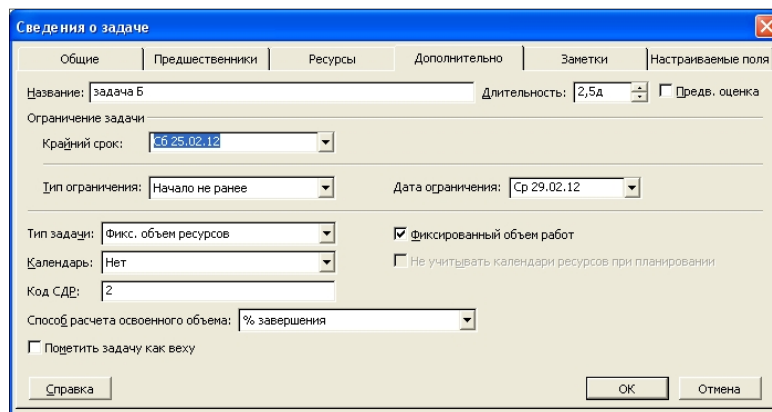 Сведения о задаче
Общие Предшественники Ресурсы Дополнительно Заметки Настраиваемые поля
Название: задача Б Длительность: 2,5д Предв. оценка
Ограничение задачи
Крайний срок: Сб 25.02.12
Тип ограничения: Начало не ранее Дата ограничения: Ср 29.02.12
Тип задачи: Фикс. объем ресурсов Фиксированный объем работ
Календарь: Нет Не учитывать календари ресурсов при планировании
Код СДР: 2
Способ расчета освоенного объема: % завершения
Пометить задачу как веху
Справка ОК Отмена